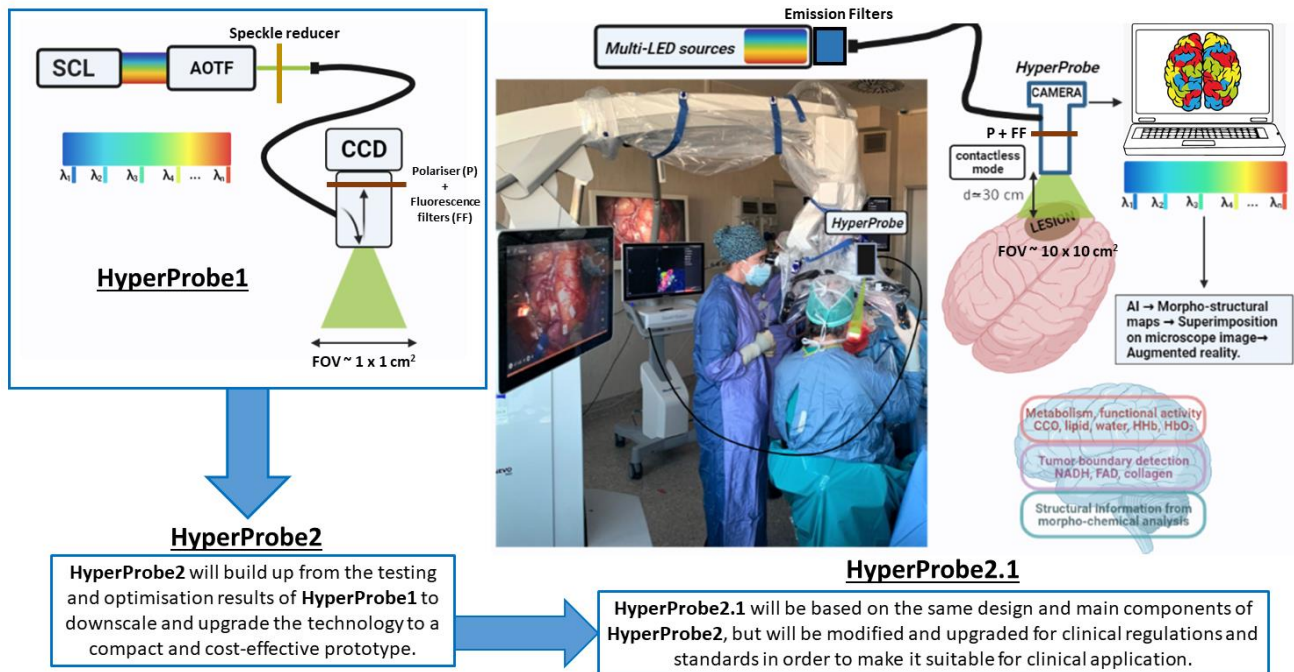 Speckle reducer
SCL
AOTF
λ1 λ2 λ3 λ4 ... λn
CCD
Polariser (P)
+
Fluorescence
filters (FF)
HyperProbe1
FOV ~ 1 x 1 cm²
Emission Filters
Multi-LED sources
HyperProbe
CAMERA
P + FF
contactless
mode
d≃30 cm
LESION
FOV ~ 10 x 10 cm²
λ1 λ2 λ3 λ4 ... λn
HyperProbe
AI → Morpho-structural
maps → Superimposition
on microscope image→
Augmented reality.
Metabolism, functional activity
CCO, lipid, water, HHb, HbO₂
Tumor boundary detection
NADH, FAD, collagen
Structural Information from
morpho-chemical analysis
HyperProbe2
HyperProbe2 will build up from the testing
and optimisation results of HyperProbe1 to
downscale and upgrade the technology to a
compact and cost-effective prototype.
HyperProbe2.1
HyperProbe2.1 will be based on the same design and main components of
HyperProbe2, but will be modified and upgraded for clinical regulations and
standards in order to make it suitable for clinical application.